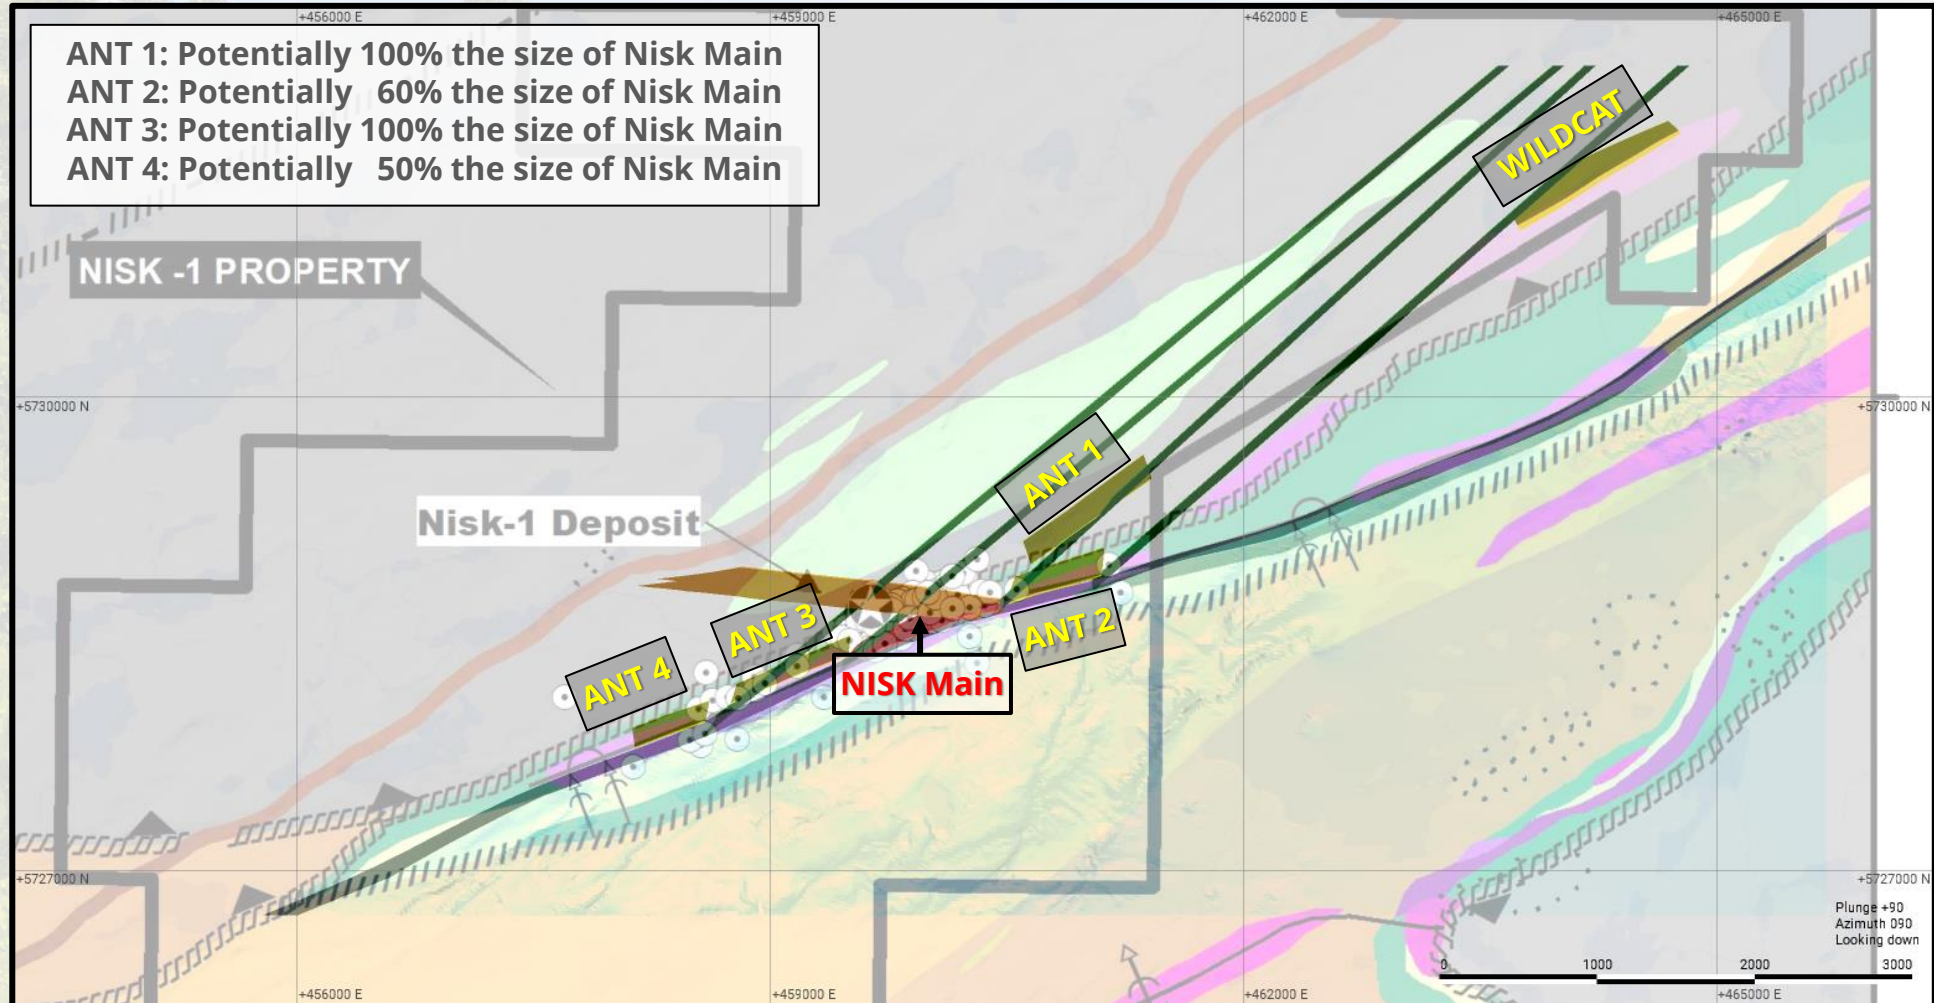 +456000 E
+459000 E
+462000 E
+465000 E
ANT 1: Potentially 100% the size of Nisk Main
ANT 2: Potentially 60% the size of Nisk Main
ANT 3: Potentially 100% the size of Nisk Main
ANT 4: Potentially 50% the size of Nisk Main
WILDCAT
NISK -1 PROPERTY
+5730000 N
+5730000 N
ANT 1
Nisk-1 Deposit
ANT 3
ANT 2
ANT 4
NISK Main
+5727000 N
+5727000 N
Plunge +90
Azimuth 090
Looking down
0
1000
2000
3000
+456000 E
+459000 E
+462000 E
+465000 E